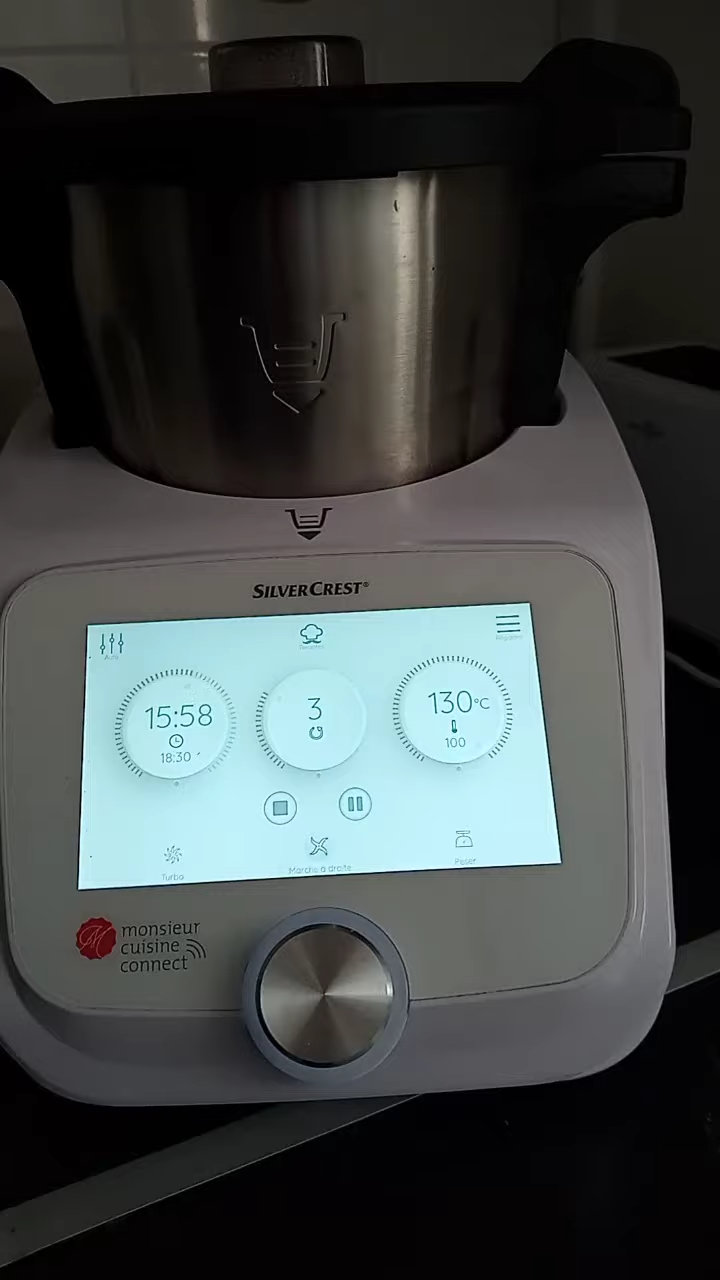 SILVERCREST®
15:58
18:30
3
130°C
100
Turbo
Marche à droite
Peser
monsieur
cuisine
connect